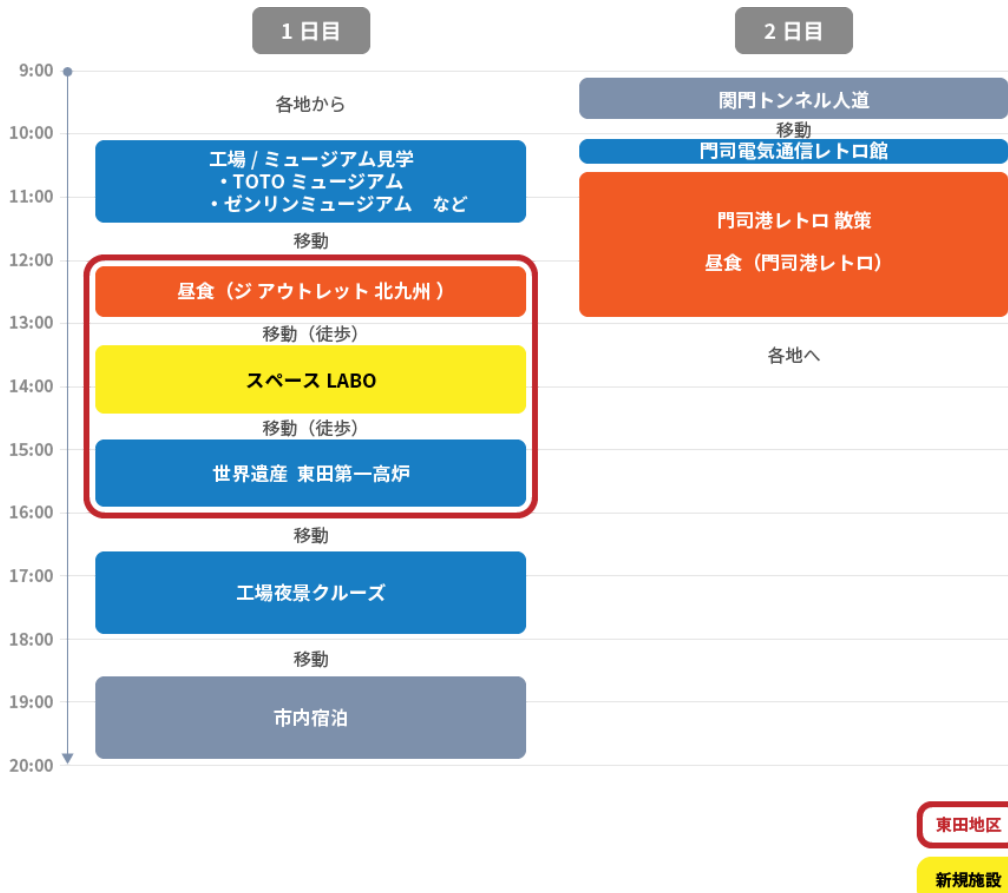 1 日目
2 日目
9:00
10:00
11:00
12:00
13:00
14:00
15:00
16:00
17:00
18:00
19:00
20:00
各地から
工場 / ミュージアム見学
・TOTO ミュージアム
・ゼンリンミュージアム など
移動
昼食（ジ アウトレット 北九州 ）
移動（徒歩）
スペース LABO
移動（徒歩）
世界遺産 東田第一高炉
移動
工場夜景クルーズ
移動
市内宿泊
関門トンネル人道
移動
門司電気通信レトロ館
門司港レトロ 散策
昼食（門司港レトロ）
各地へ
東田地区
新規施設